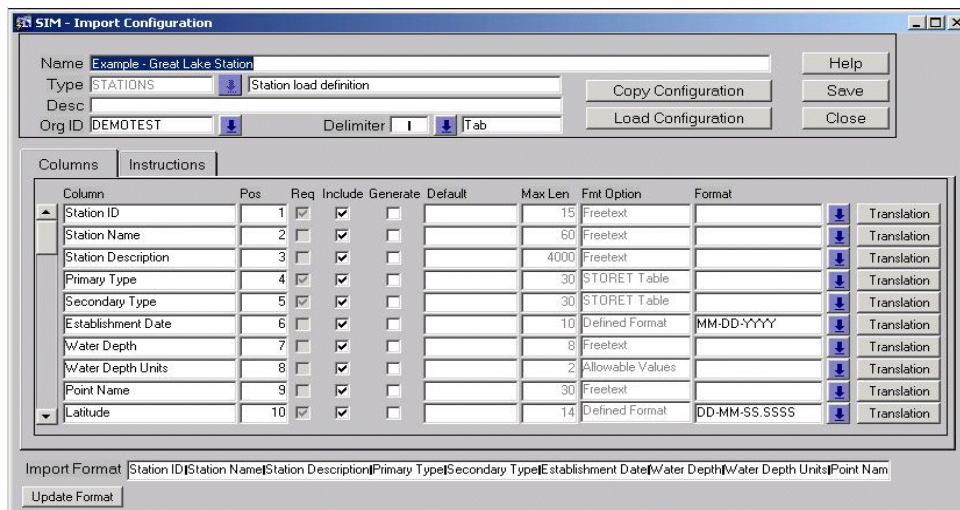 SIM - Import Configuration
Name Example - Great Lake Station Help
Type STATIONS Station load definition Copy Configuration Save
Desc
Org ID DEMOTEST Delimiter Tab Load Configuration Close
Columns Instructions
Column Pos Req Include Generate Default Max Len Fmt Option Format
Station ID 1 15 Freetext Translation
Station Name 2 60 Freetext Translation
Station Description 3 4000 Freetext Translation
Primary Type 4 30 STORET Table Translation
Secondary Type 5 30 STORET Table Translation
Establishment Date 6 10 Defined Format MM-DD-YYYY Translation
Water Depth 7 8 Freetext Translation
Water Depth Units 8 2 Allowable Values Translation
Point Name 9 30 Freetext Translation
Latitude 10 14 Defined Format DD-MM-SS.SSSS Translation
Import Format Station ID|Station Name|Station Description|Primary Type|Secondary Type|Establishment Date|Water Depth|Water Depth Units|Point Nam
Update Format